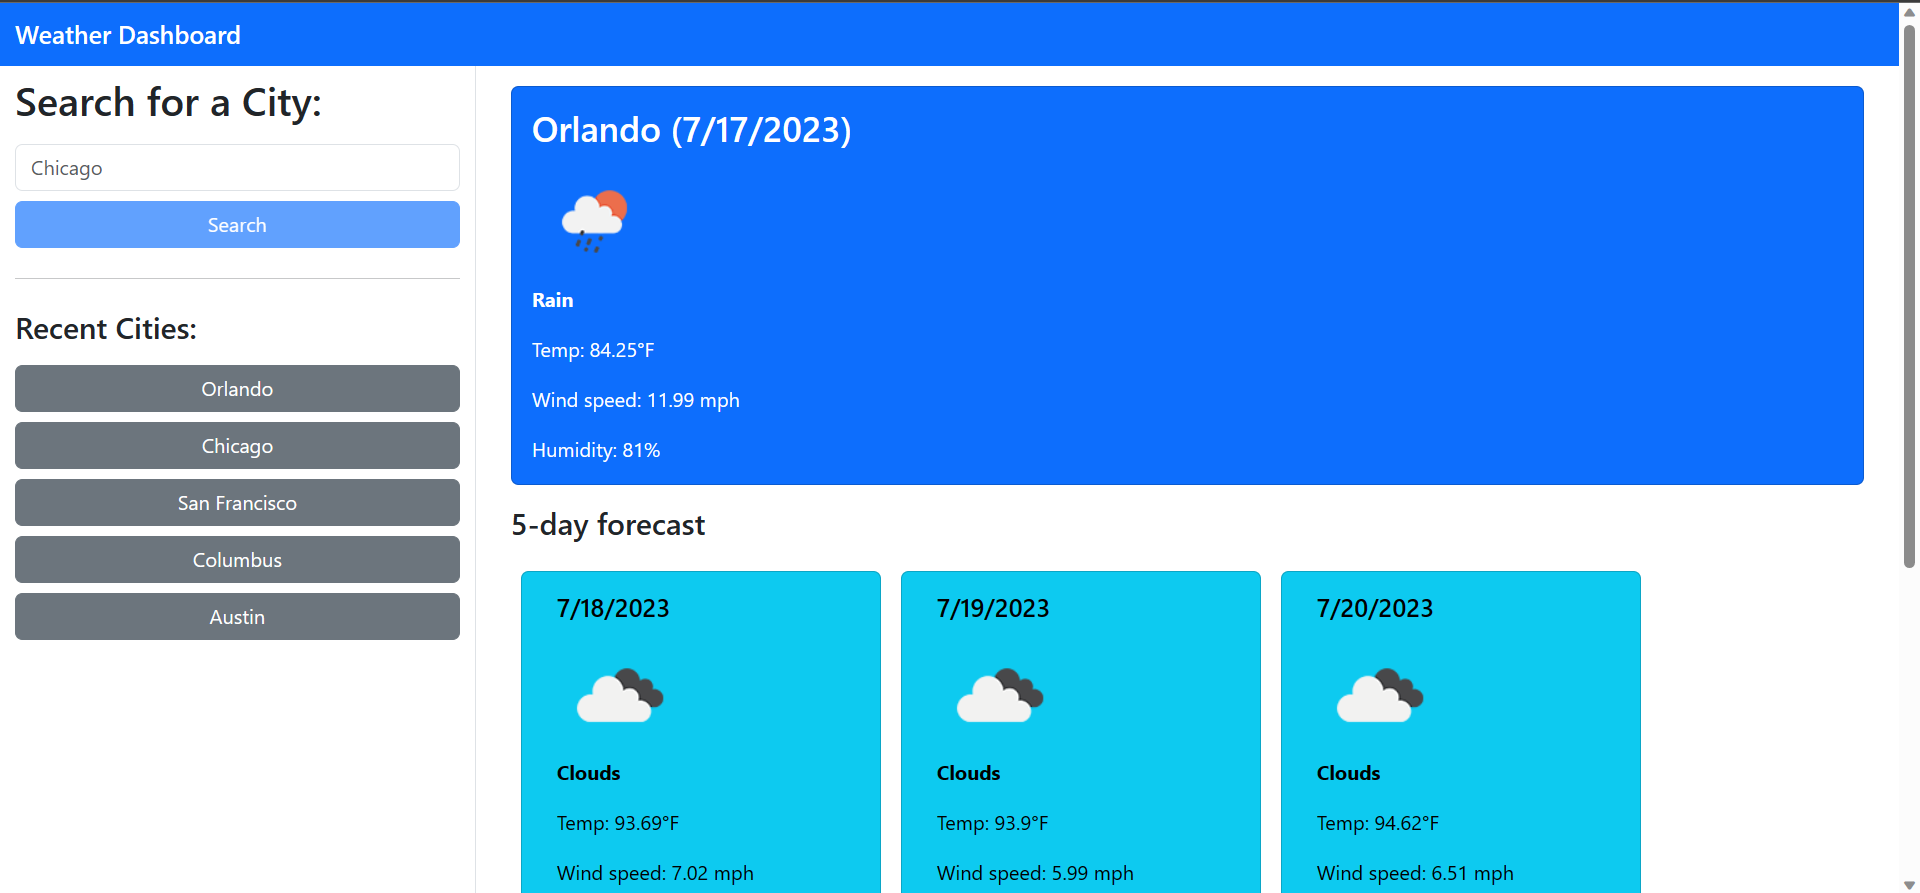 Weather Dashboard
Search for a City:
Chicago
Search
Recent Cities:
Orlando
Chicago
San Francisco
Columbus
Austin
Orlando (7/17/2023)
Rain
Temp: 84.25°F
Wind speed: 11.99 mph
Humidity: 81%
5-day forecast
7/18/2023
Clouds
Temp: 93.69°F
Wind speed: 7.02 mph
7/19/2023
Clouds
Temp: 93.9°F
Wind speed: 5.99 mph
7/20/2023
Clouds
Temp: 94.62°F
Wind speed: 6.51 mph